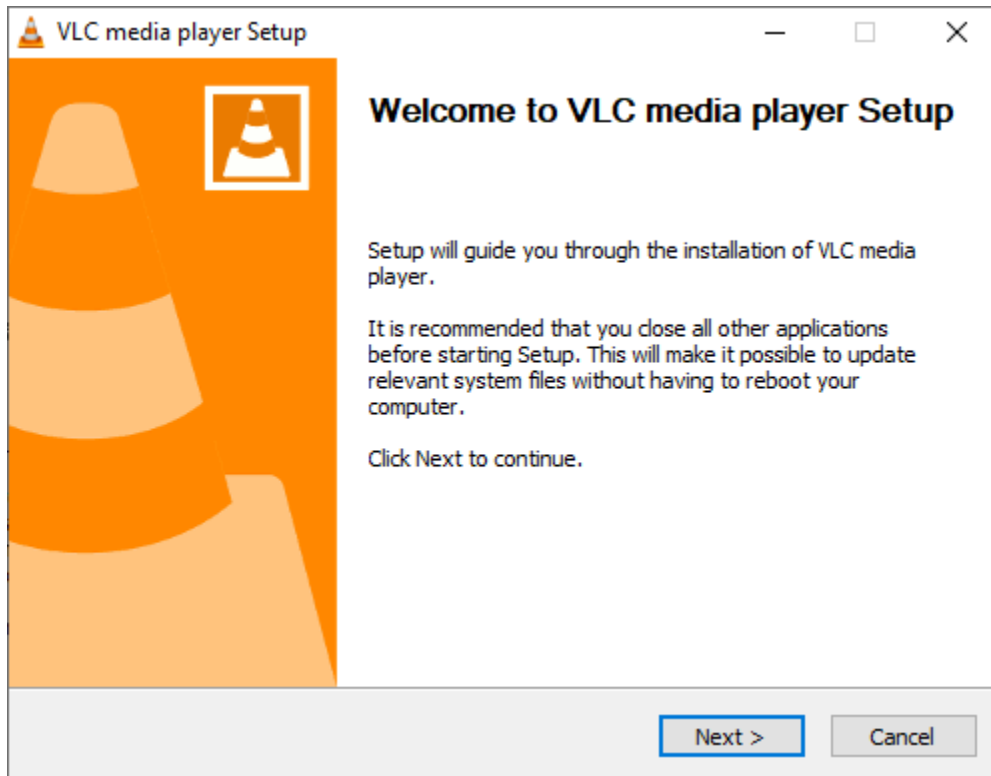 VLC media player Setup
Welcome to VLC media player Setup
Setup will guide you through the installation of VLC media
player.
It is recommended that you close all other applications
before starting Setup. This will make it possible to update
relevant system files without having to reboot your
computer.
Click Next to continue.
Next >
Cancel